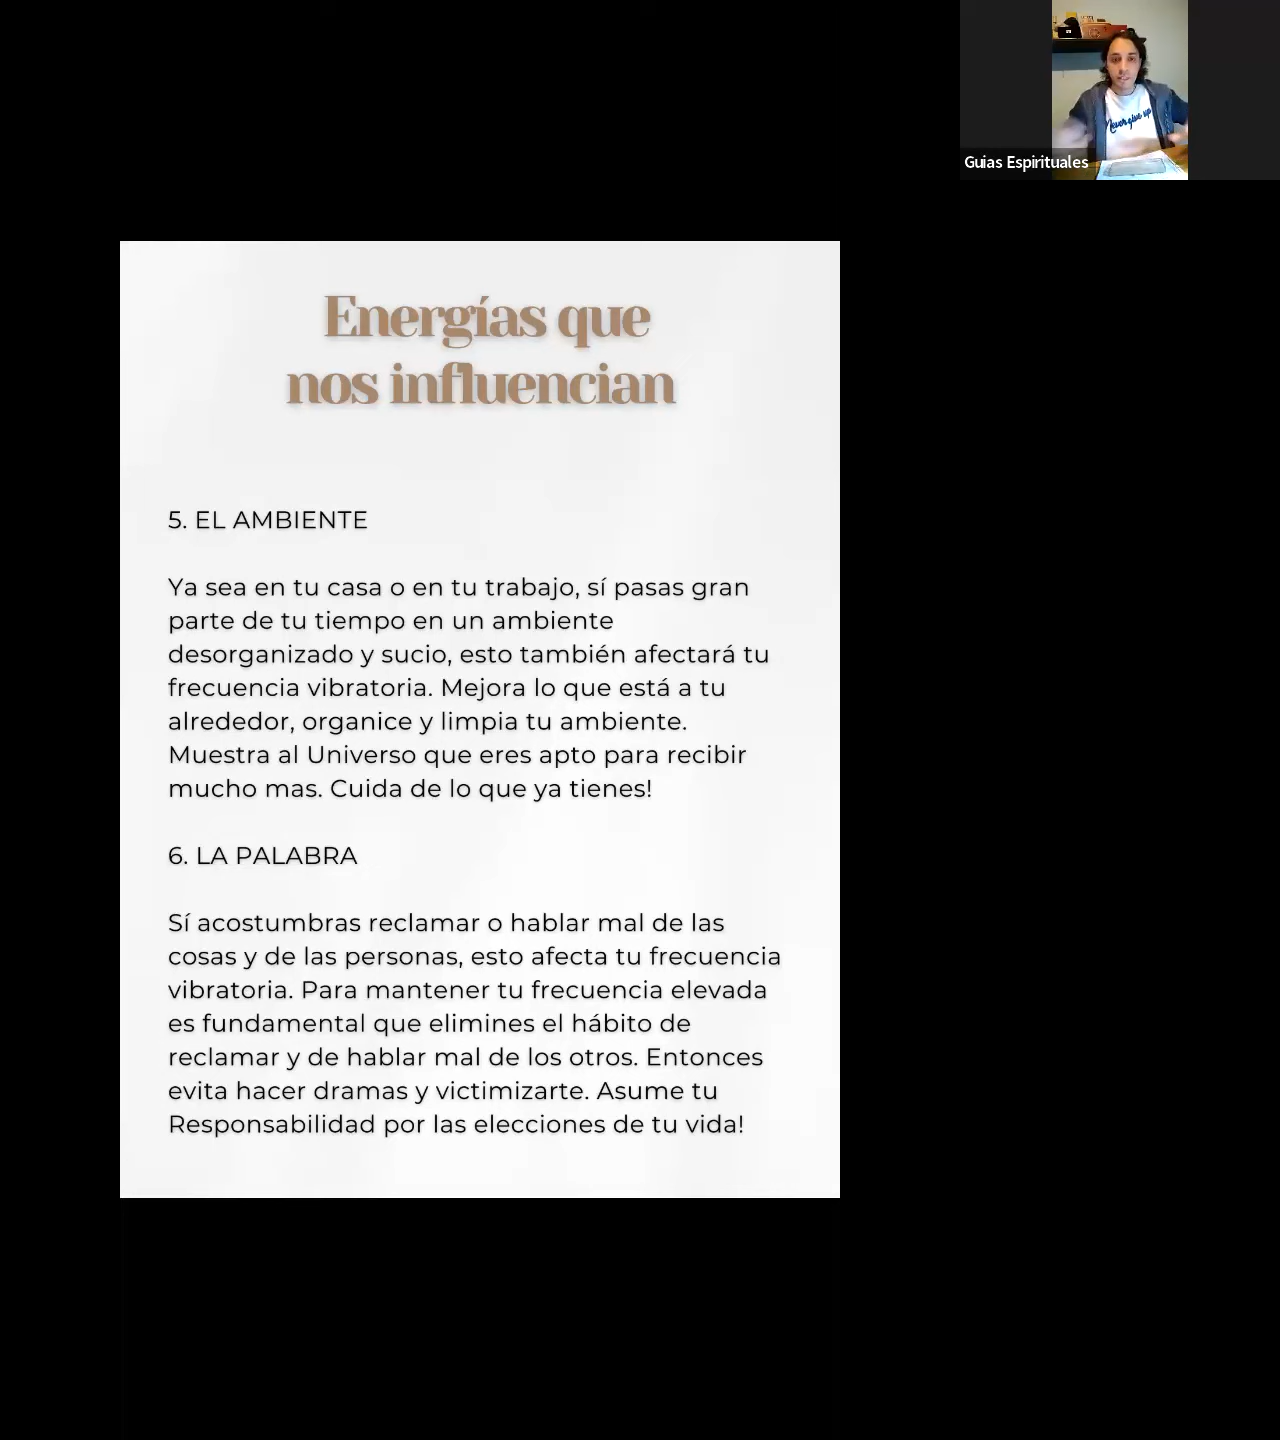 Guias Espirituales
Never give up
Energías que
nos influencian
5. EL AMBIENTE
Ya sea en tu casa o en tu trabajo, sí pasas gran
parte de tu tiempo en un ambiente
desorganizado y sucio, esto también afectará tu
frecuencia vibratoria. Mejora lo que está a tu
alrededor, organice y limpia tu ambiente.
Muestra al Universo que eres apto para recibir
mucho mas. Cuida de lo que ya tienes!
6. LA PALABRA
Sí acostumbras reclamar o hablar mal de las
cosas y de las personas, esto afecta tu frecuencia
vibratoria. Para mantener tu frecuencia elevada
es fundamental que elimines el hábito de
reclamar y de hablar mal de los otros. Entonces
evita hacer dramas y victimizarte. Asume tu
Responsabilidad por las elecciones de tu vida!